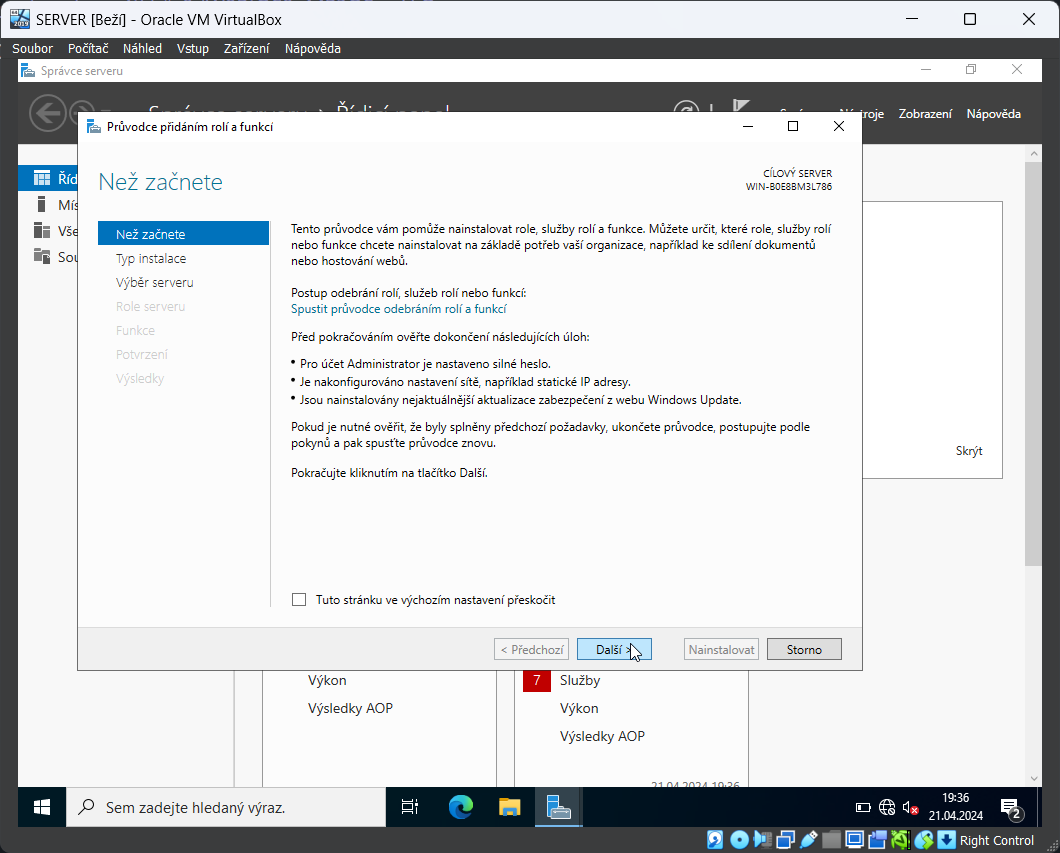 SERVER [Beží] - Oracle VM VirtualBox
Soubor Počítač Náhled Vstup Zařízení Nápověda
Správce serveru
Zobrazení Nápověda
Průvodce přidáním rolí a funkcí
Než začnete
CÍLOVÝ SERVER
WIN-B0E8BM3L786
Než začnete
Typ instalace
Výběr serveru
Role serveru
Funkce
Potvrzení
Výsledky
Tento průvodce vám pomůže nainstalovat role, služby rolí a funkce. Můžete určit, které role, služby rolí
nebo funkce chcete nainstalovat na základě potřeb vaší organizace, například ke sdílení dokumentů
nebo hostování webů.
Postup odebrání rolí, služeb rolí nebo funkcí:
Spustit průvodce odebráním rolí a funkcí
Před pokračováním ověřte dokončení následujících úloh:
• Pro účet Administrator je nastaveno silné heslo.
• Je nakonfigurováno nastavení sítě, například statické IP adresy.
• Jsou nainstalovány nejaktuálnější aktualizace zabezpečení z webu Windows Update.
Pokud je nutné ověřit, že byly splněny předchozí požadavky, ukončete průvodce, postupujte podle
pokynů a pak spusťte průvodce znovu.
Pokračujte kliknutím na tlačítko Další.
Skrýt
Tuto stránku ve výchozím nastavení přeskočit
< Předchozí Další > Nainstalovat Storno
Výkon
Výsledky AOP
7 Služby
Výkon
Výsledky AOP
21.04.2024 19:36
Sem zadejte hledaný výraz.
19:36
21.04.2024
2
Right Control